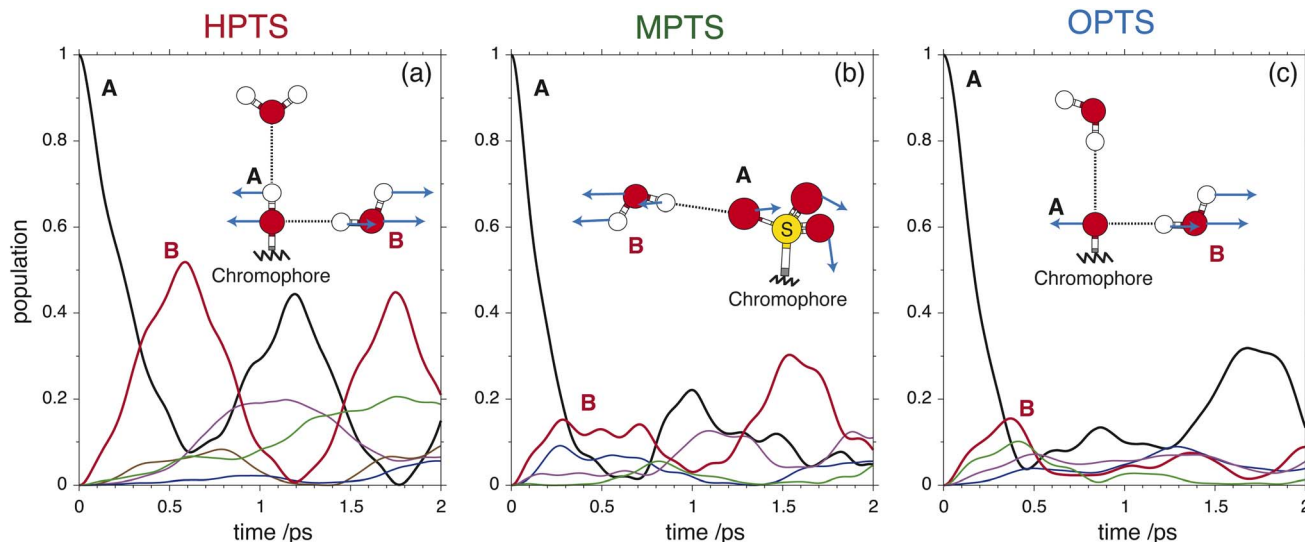 HPTS
MPTS
OPTS
1
0.8
0.6
0.4
0.2
0
population
(a)
A
A
B
B
Chromophore
0
0.5
1
1.5
2
time /ps
1
0.8
0.6
0.4
0.2
0
(b)
A
A
S
B
B
Chromophore
0
0.5
1
1.5
2
time /ps
1
0.8
0.6
0.4
0.2
0
(c)
A
A
B
B
Chromophore
0
0.5
1
1.5
2
time /ps